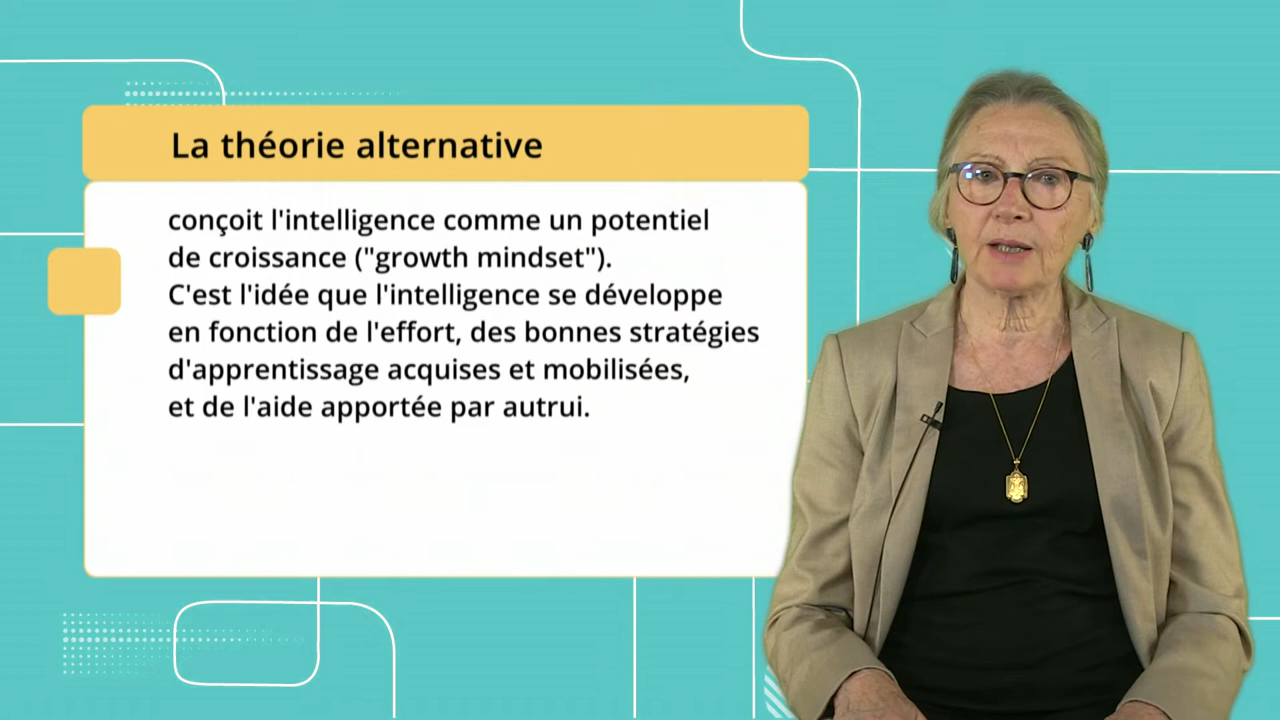 La théorie alternative
conçoit l'intelligence comme un potentiel
de croissance ("growth mindset").
C'est l'idée que l'intelligence se développe
en fonction de l'effort, des bonnes stratégies
d'apprentissage acquises et mobilisées,
et de l'aide apportée par autrui.